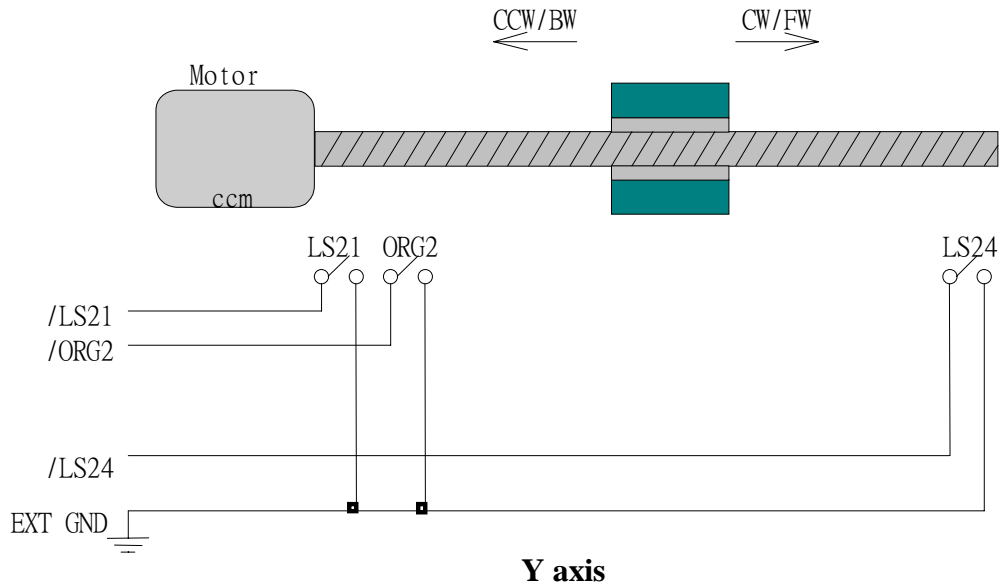 CCW/BW
CW/FW
Motor
ccm
LS21
ORG2
LS24
/LS21
/ORG2
/LS24
EXT GND
Y axis